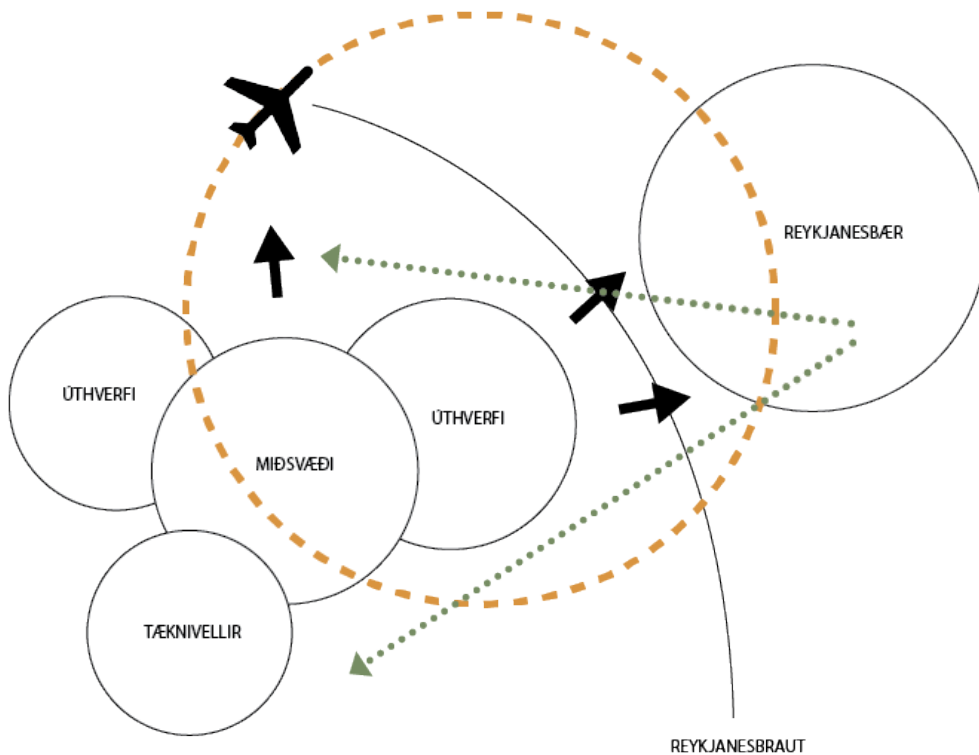 REYKJANESBÆR
ÚTHVERFI
ÚTHVERFI
MIÐSVÆÐI
TÆKNIVELLIR
REYKJANESBRAUT